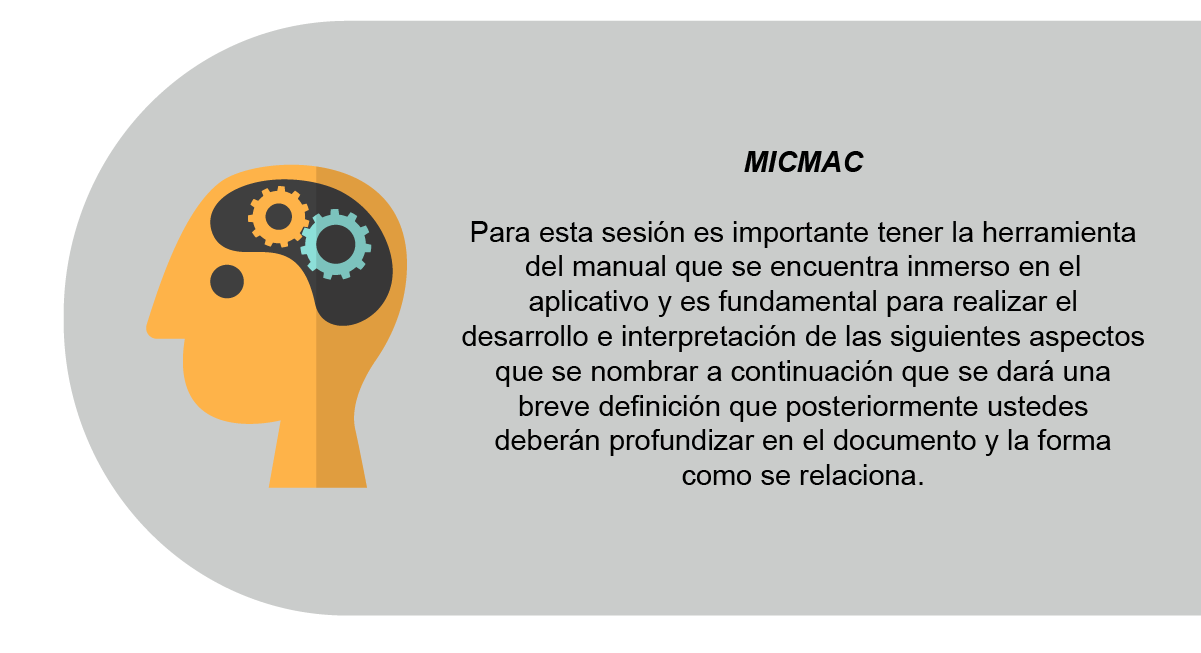 MICMAC
Para esta sesión es importante tener la herramienta
del manual que se encuentra inmerso en el
aplicativo y es fundamental para realizar el
desarrollo e interpretación de las siguientes aspectos
que se nombrar a continuación que se dará una
breve definición que posteriormente ustedes
deberán profundizar en el documento y la forma
como se relaciona.